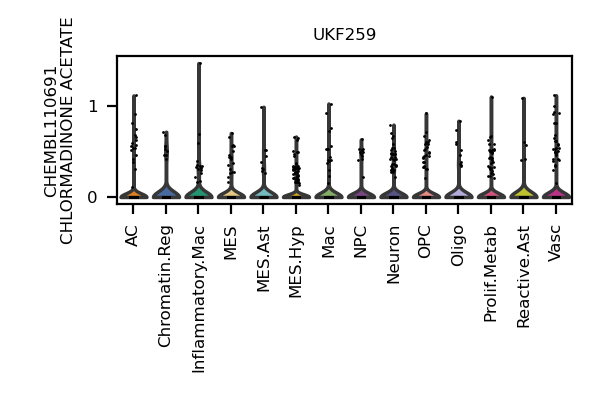 UKF259
CHEMBL110691
CHLORMADINONE ACETATE
1
0
AC
Chromatin.Reg
Inflammatory.Mac
MES
MES.Ast
MES.Hyp
Mac
NPC
Neuron
OPC
Oligo
Prolif.Metab
Reactive.Ast
Vasc